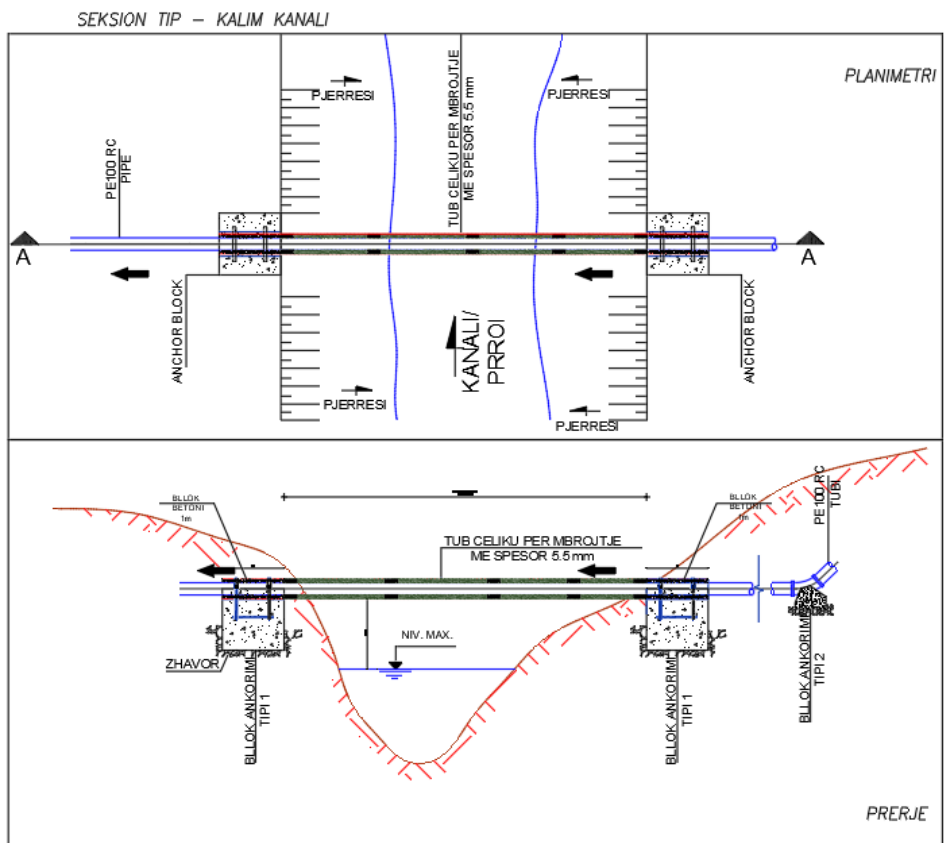 SEKSION TIP - KALIM KANALI
PLANIMETRI
PJERRESI
PJERRESI
TUB CELIKU PER MBROJTJE
ME SPESOR 5.5 mm
PE100 RC
PIPE
A
A
ANCHOR BLOCK
KANALI/
PRROI
ANCHOR BLOCK
PJERRESI
PJERRESI
BLLOK
BETONI
1m
BLLOK
BETONI
1m
PE100 RC
TUBI
TUB CELIKU PER MBROJTJE
ME SPESOR 5.5 mm
NIV. MAX.
ZHAVOR
BLLOK ANKORIMI
TIPI 1
BLLOK ANKORIMI
TIPI 1
BLLOK ANKORIMI
TIPI 2
PRERJE